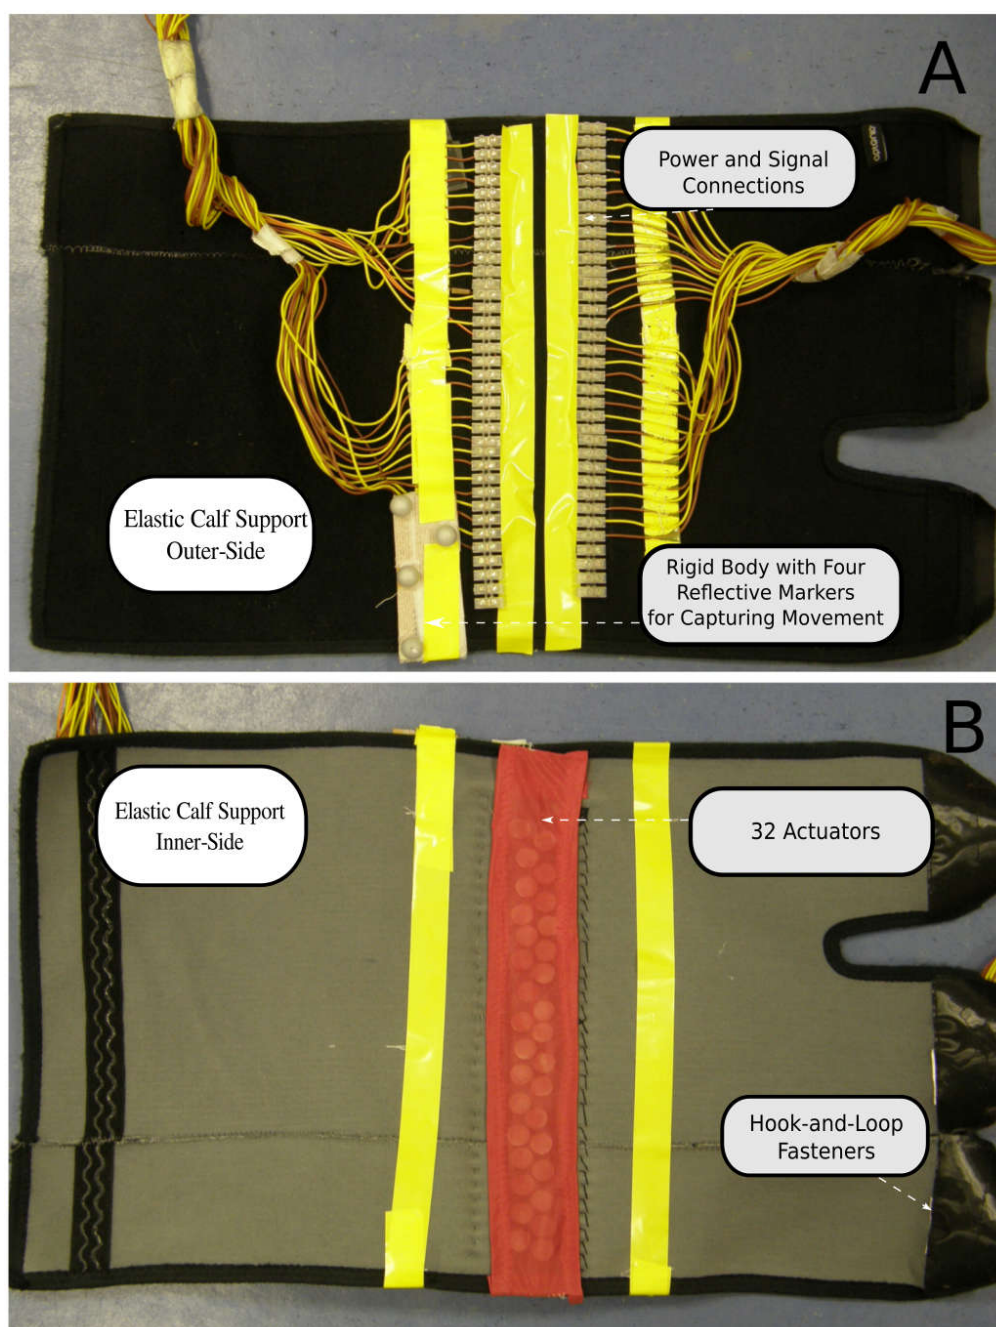 A
Power and Signal
Connections
Elastic Calf Support
Outer-Side
Rigid Body with Four
Reflective Markers
for Capturing Movement
B
Elastic Calf Support
Inner-Side
32 Actuators
Hook-and-Loop
Fasteners